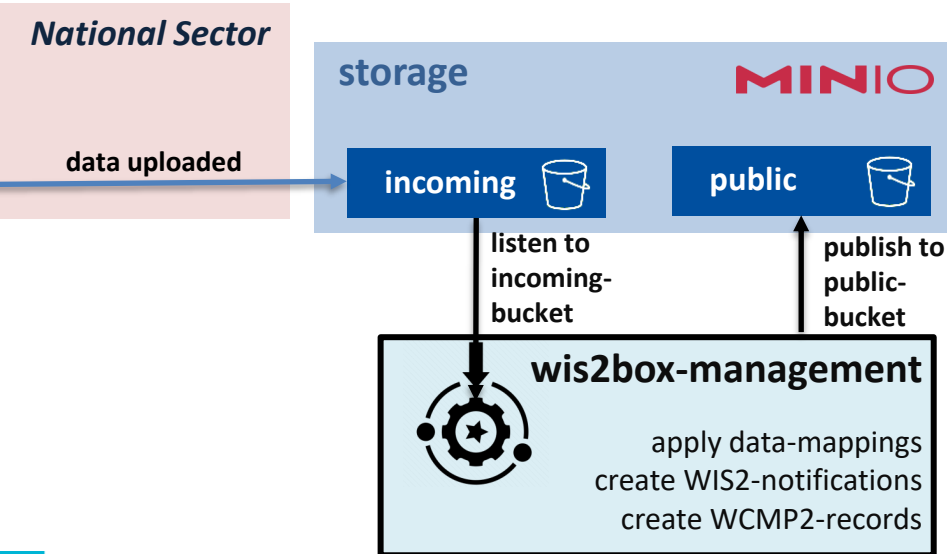 National Sector
storage
MINIO
data uploaded
incoming
public
listen to
incoming-
bucket
publish to
public-
bucket
wis2box-management
apply data-mappings
create WIS2-notifications
create WCMP2-records